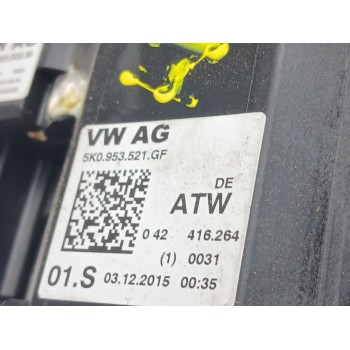 VW AG
5K0.953.521.GF
DE
ATW
0 42 416.264
(1) 0031
01.S 03.12.2015 00:35